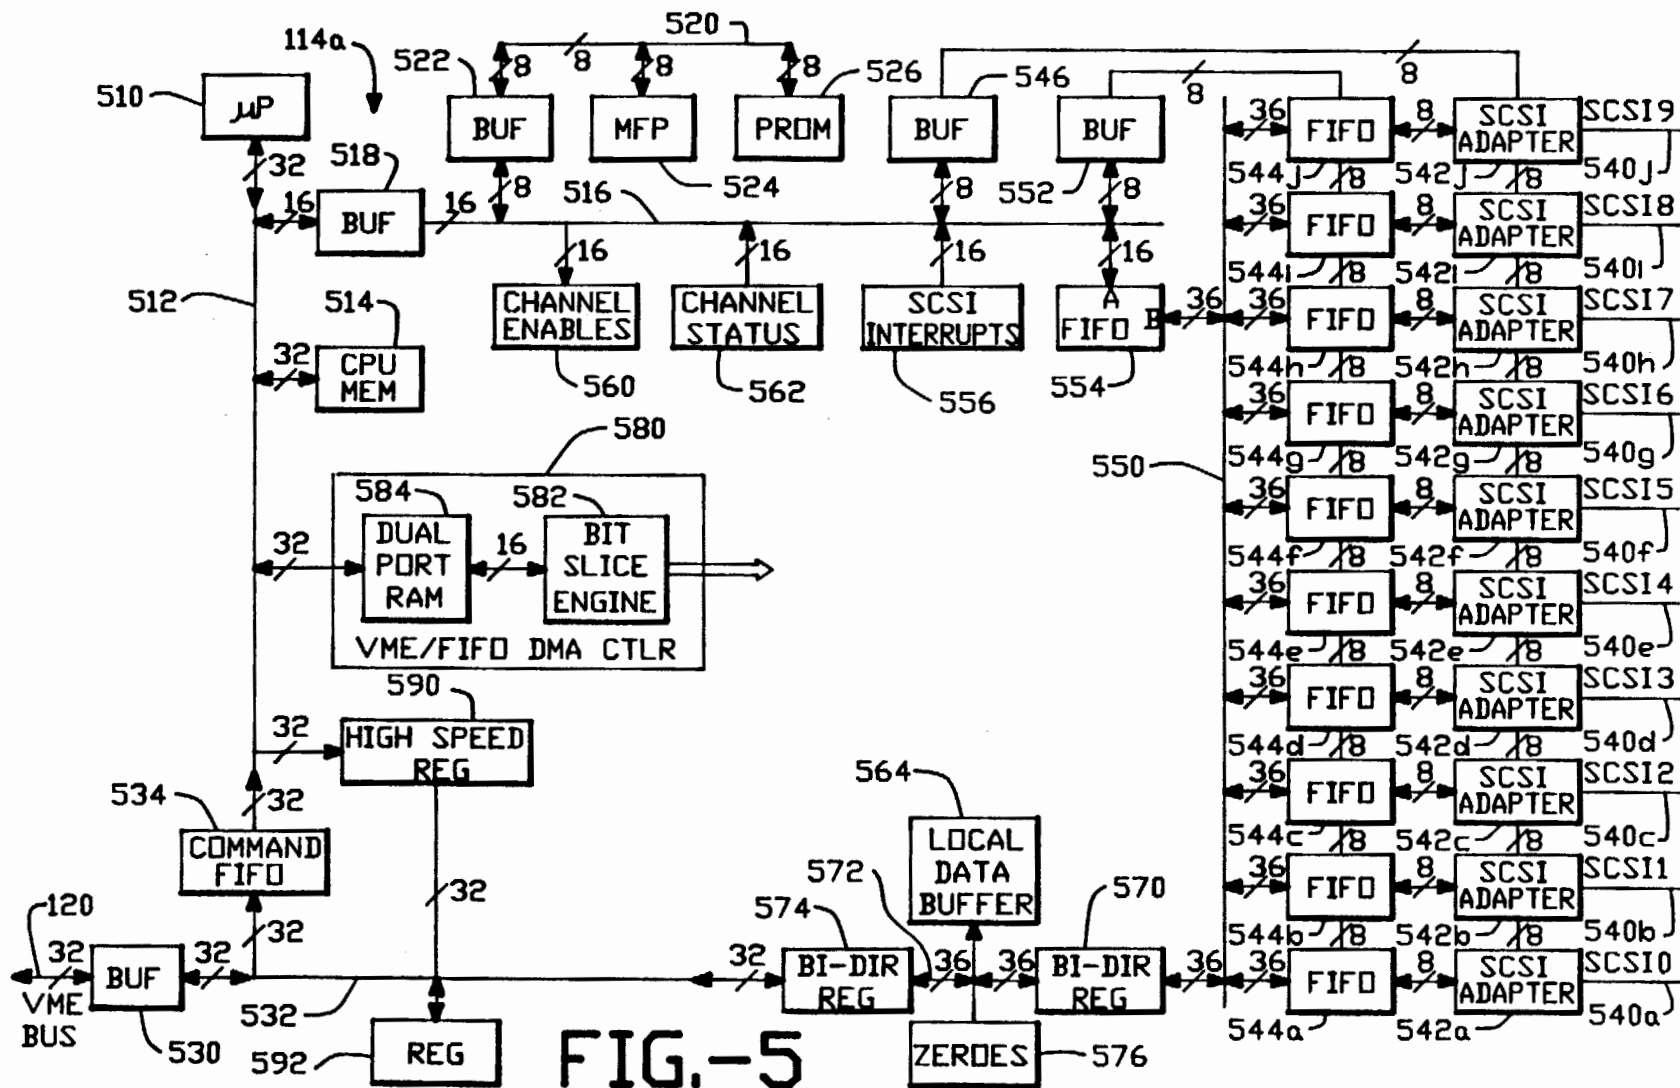 520
114a
522
8
8
8
8
526
546
8
8
510
μP
BUF
MFP
PROM
BUF
BUF
36
FIFO
8
SCSI
ADAPTER
SCSI9
32
518
8
524
516
8
552
8
544j
8
542j
8
540j
16
BUF
16
36
FIFO
8
SCSI
ADAPTER
SCSI8
16
16
16
16
544i
8
542i
8
540i
512
514
CHANNEL
ENABLES
CHANNEL
STATUS
SCSI
INTERRUPTS
A
FIFO B
36
36
FIFO
8
SCSI
ADAPTER
SCSI7
32
CPU
MEM
560
562
556
554
544h
8
542h
8
540h
36
FIFO
8
SCSI
ADAPTER
SCSI6
580
550
544g
8
542g
8
540g
584
582
36
FIFO
8
SCSI
ADAPTER
SCSI5
32
DUAL
PORT
RAM
16
BIT
SLICE
ENGINE
544f
8
542f
8
540f
36
FIFO
8
SCSI
ADAPTER
SCSI4
VME/FIFO DMA CTLR
544e
8
542e
8
540e
590
36
FIFO
8
SCSI
ADAPTER
SCSI3
32
HIGH SPEED
REG
544d
8
542d
8
540d
534
32
564
36
FIFO
8
SCSI
ADAPTER
SCSI2
COMMAND
FIFO
LOCAL
DATA
BUFFER
544c
8
542c
8
540c
32
572
570
36
FIFO
8
SCSI
ADAPTER
SCSI1
120
32
574
544b
8
542b
8
540b
32
BUF
32
32
BI-DIR
REG
36
36
BI-DIR
REG
36
36
FIFO
8
SCSI
ADAPTER
SCSI0
VME
BUS
530
532
544a
542a
540a
592
REG
ZEROES
576
FIG.-5